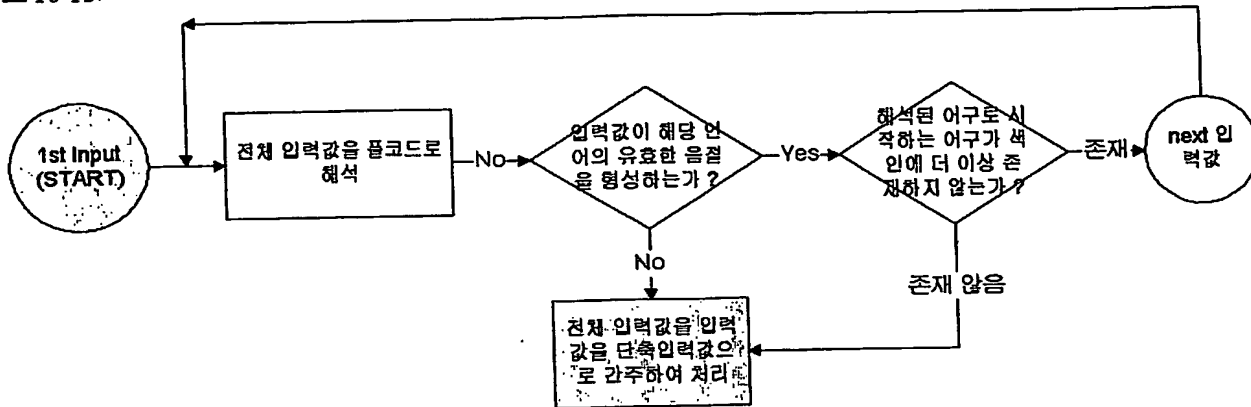 1st Input
(START)
전체 입력값을 풀코드로
해석
No
입력값이 해당 언
어의 유효한 음절
을 형성하는가 ?
Yes
해석된 어구로 시
작하는 어구가 색
인에 더 이상 존
재하지 않는가 ?
존재
next 입
력값
No
존재 않음
전체 입력값을 입력
값을 단축입력값으
로 간주하여 처리